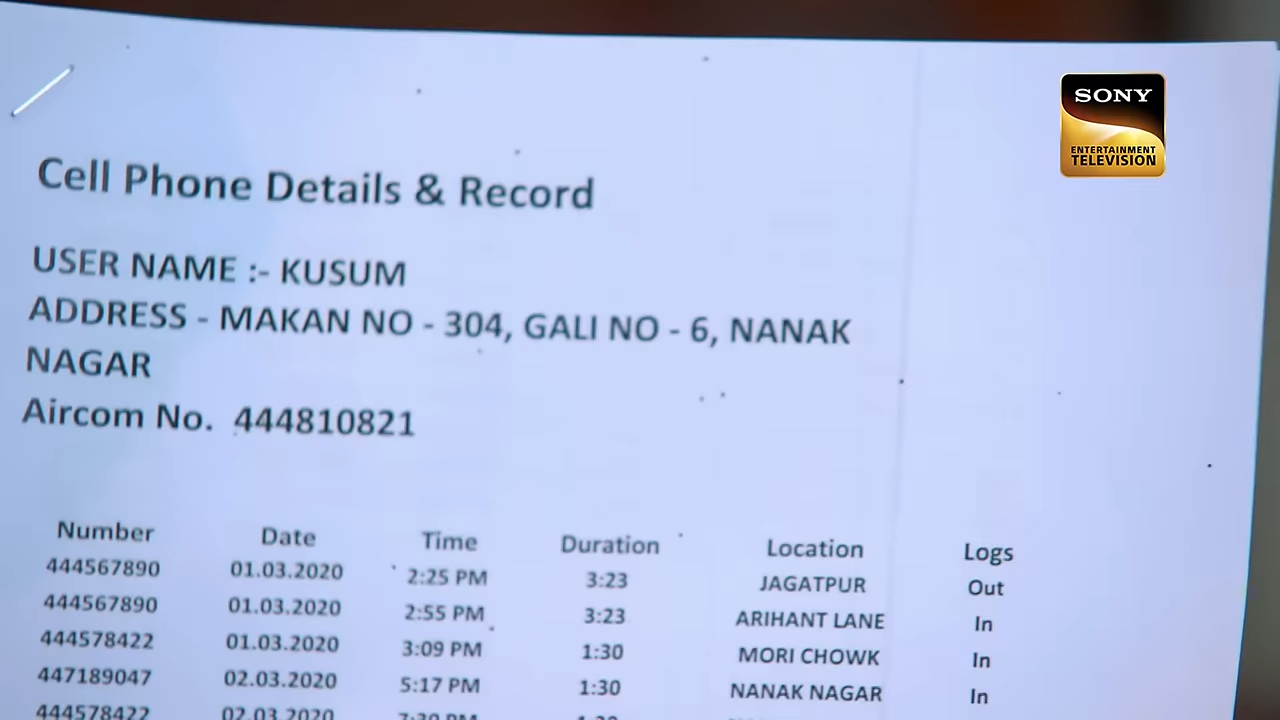 SONY
ENTERTAINMENT
TELEVISION
Cell Phone Details & Record
USER NAME :- KUSUM
ADDRESS - MAKAN NO - 304, GALI NO - 6, NANAK
NAGAR
Aircom No. 444810821
Number Date Time Duration Location Logs
444567890 01.03.2020 2:25 PM 3:23 JAGATPUR Out
444567890 01.03.2020 2:55 PM 3:23 ARIHANT LANE In
444578422 01.03.2020 3:09 PM 1:30 MORI CHOWK In
447189047 02.03.2020 5:17 PM 1:30 NANAK NAGAR In
444578422 02.03.2020